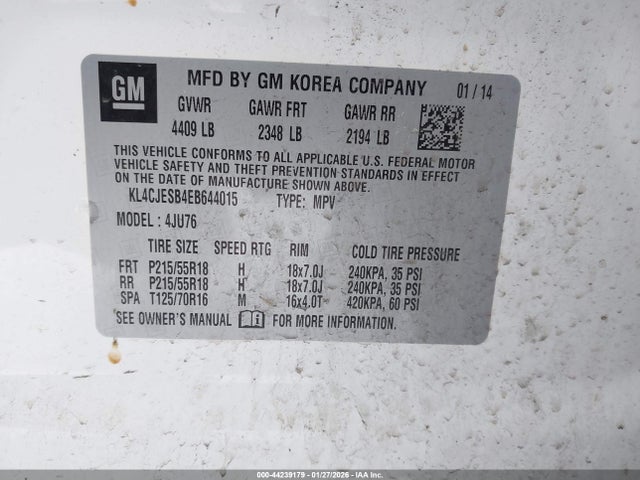 GM
MFD BY GM KOREA COMPANY 01 / 14
GVWR GAWR FRT GAWR RR
4409 LB 2348 LB 2194 LB
THIS VEHICLE CONFORMS TO ALL APPLICABLE U.S. FEDERAL MOTOR
VEHICLE SAFETY AND THEFT PREVENTION STANDARDS IN EFFECT ON
THE DATE OF MANUFACTURE SHOWN ABOVE.
KL4CJESB4EB644015 TYPE: MPV
MODEL : 4JU76
TIRE SIZE SPEED RTG RIM COLD TIRE PRESSURE
FRT P215/55R18 H 18x7.0J 240KPA, 35 PSI
RR P215/55R18 H 18x7.0J 240KPA, 35 PSI
SPA T125/70R16 M 16x4.0T 420KPA, 60 PSI
SEE OWNER'S MANUAL FOR MORE INFORMATION.
000-44239179 - 01/27/2026 - IAA Inc.